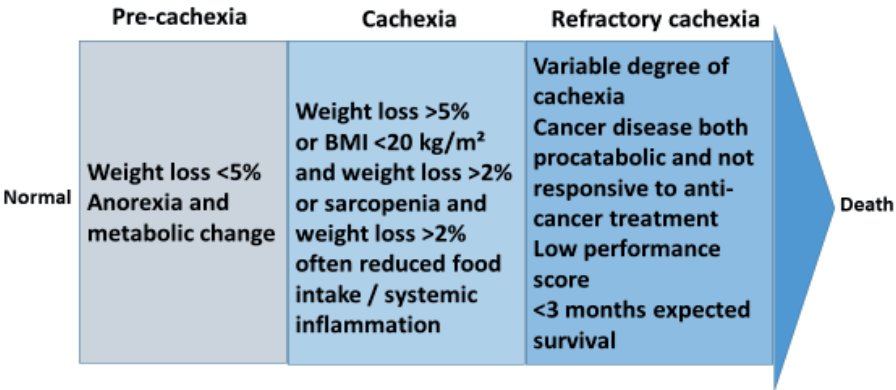 Pre-cachexia
Cachexia
Refractory cachexia
Normal
Weight loss <5%
Anorexia and
metabolic change
Weight loss >5%
or BMI <20 kg/m²
and weight loss >2%
or sarcopenia and
weight loss >2%
often reduced food
intake / systemic
inflammation
Variable degree of
cachexia
Cancer disease both
procatabolic and not
responsive to anti-
cancer treatment
Low performance
score
<3 months expected
survival
Death